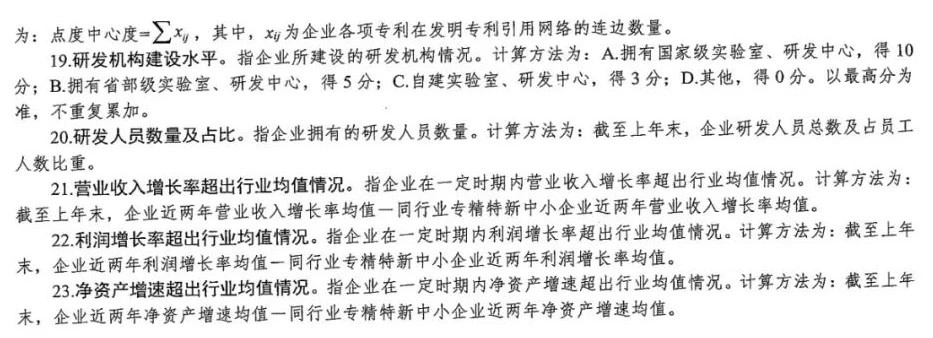 为：点度中心度=∑xij，其中，xij为企业各项专利在发明专利引用网络的连边数量。
19.研发机构建设水平。指企业所建设的研发机构情况。计算方法为：A.拥有国家级实验室、研发中心，得 10
分；B.拥有省部级实验室、研发中心，得 5 分；C.自建实验室、研发中心，得 3 分；D.其他，得 0 分。以最高分为
准，不重复累加。
20.研发人员数量及占比。指企业拥有的研发人员数量。计算方法为：截至上年末，企业研发人员总数及占员工
人数比重。
21.营业收入增长率超出行业均值情况。指企业在一定时期内营业收入增长率超出行业均值情况。计算方法为：
截至上年末，企业近两年营业收入增长率均值－同行业专精特新中小企业近两年营业收入增长率均值。
22.利润增长率超出行业均值情况。指企业在一定时期内利润增长率超出行业均值情况。计算方法为：截至上年
末，企业近两年利润增长率均值－同行业专精特新中小企业近两年利润增长率均值。
23.净资产增速超出行业均值情况。指企业在一定时期内净资产增速超出行业均值情况。计算方法为：截至上年
末，企业近两年净资产增速均值－同行业专精特新中小企业近两年净资产增速均值。